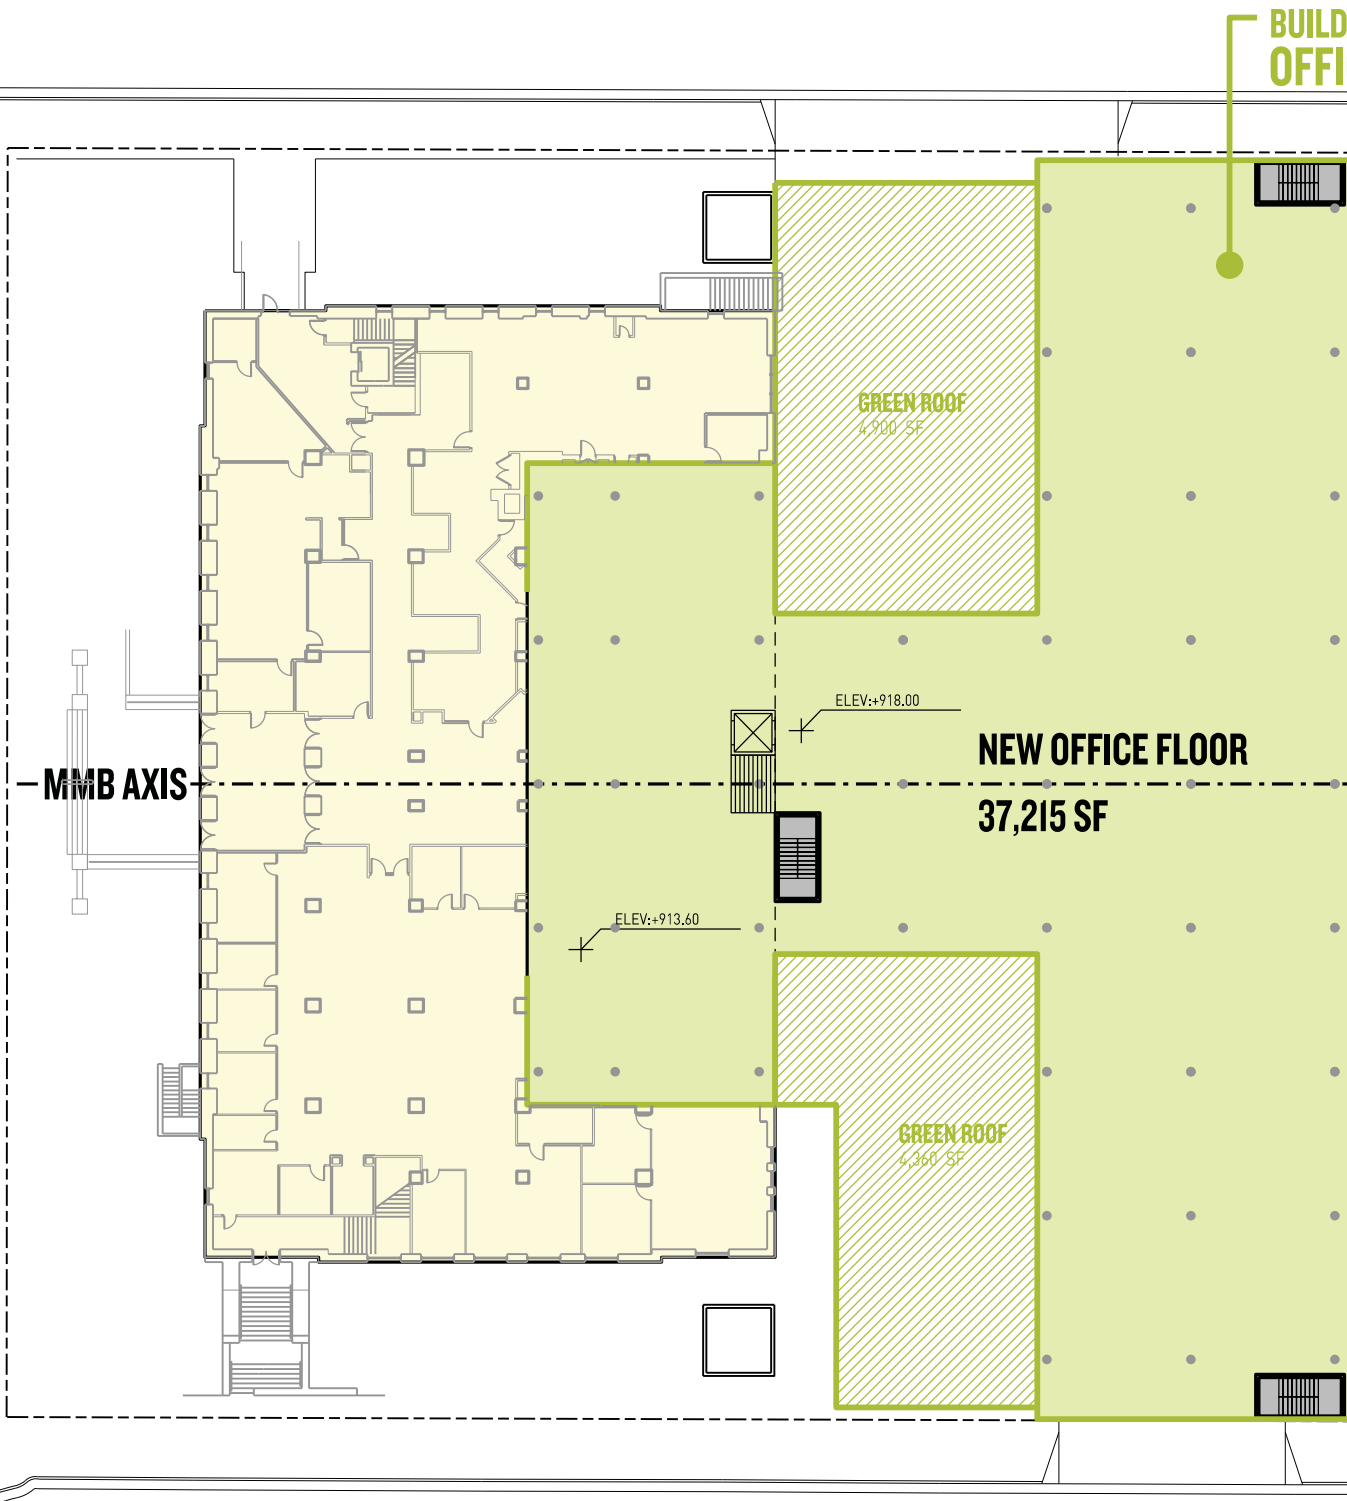 BUILD
OFFI
GREEN ROOF
4,900 SF
ELEV:+918.00
NEW OFFICE FLOOR
MMB AXIS
37,215 SF
ELEV:+913.60
GREEN ROOF
4,360 SF